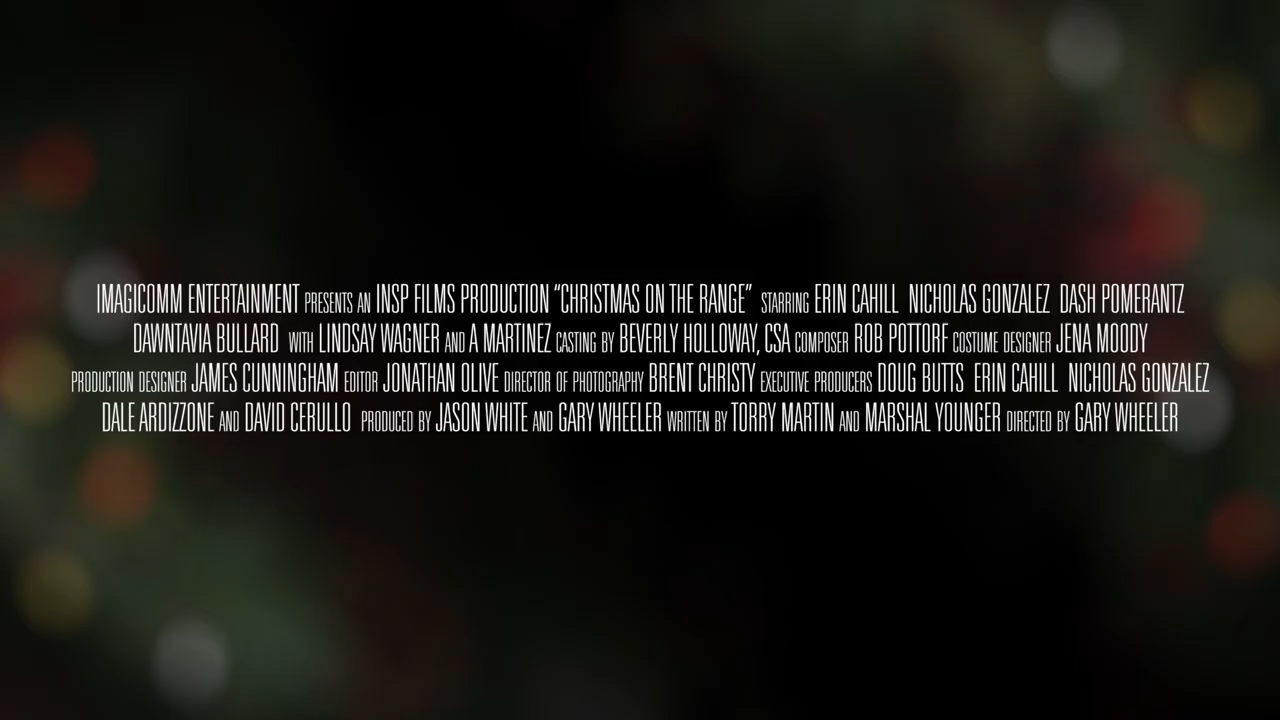 IMAGICOMM ENTERTAINMENT PRESENTS AN INSP FILMS PRODUCTION “CHRISTMAS ON THE RANGE” STARRING ERIN CAHILL NICHOLAS GONZALEZ DASH POMERANTZ
DAWNTAVIA BULLARD WITH LINDSAY WAGNER AND A MARTINEZ CASTING BY BEVERLY HOLLOWAY, CSA COMPOSER ROB POTTORF COSTUME DESIGNER JENA MOODY
PRODUCTION DESIGNER JAMES CUNNINGHAM EDITOR JONATHAN OLIVE DIRECTOR OF PHOTOGRAPHY BRENT CHRISTY EXECUTIVE PRODUCERS DOUG BUTTS ERIN CAHILL NICHOLAS GONZALEZ
DALE ARDIZZONE AND DAVID CERULLO PRODUCED BY JASON WHITE AND GARY WHEELER WRITTEN BY TORRY MARTIN AND MARSHAL YOUNGER DIRECTED BY GARY WHEELER